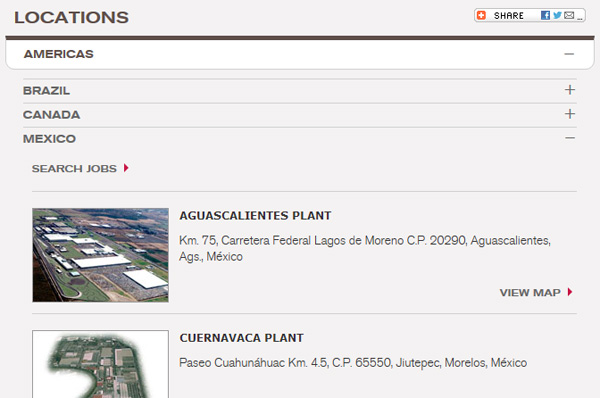 LOCATIONS
SHARE ...
AMERICAS
BRAZIL
CANADA
MEXICO
SEARCH JOBS
AGUASCALIENTES PLANT
Km. 75, Carretera Federal Lagos de Moreno C.P. 20290, Aguascalientes,
Ags., México
VIEW MAP
CUERNAVACA PLANT
Paseo Cuahunáhuac Km. 4.5, C.P. 65550, Jiutepec, Morelos, México